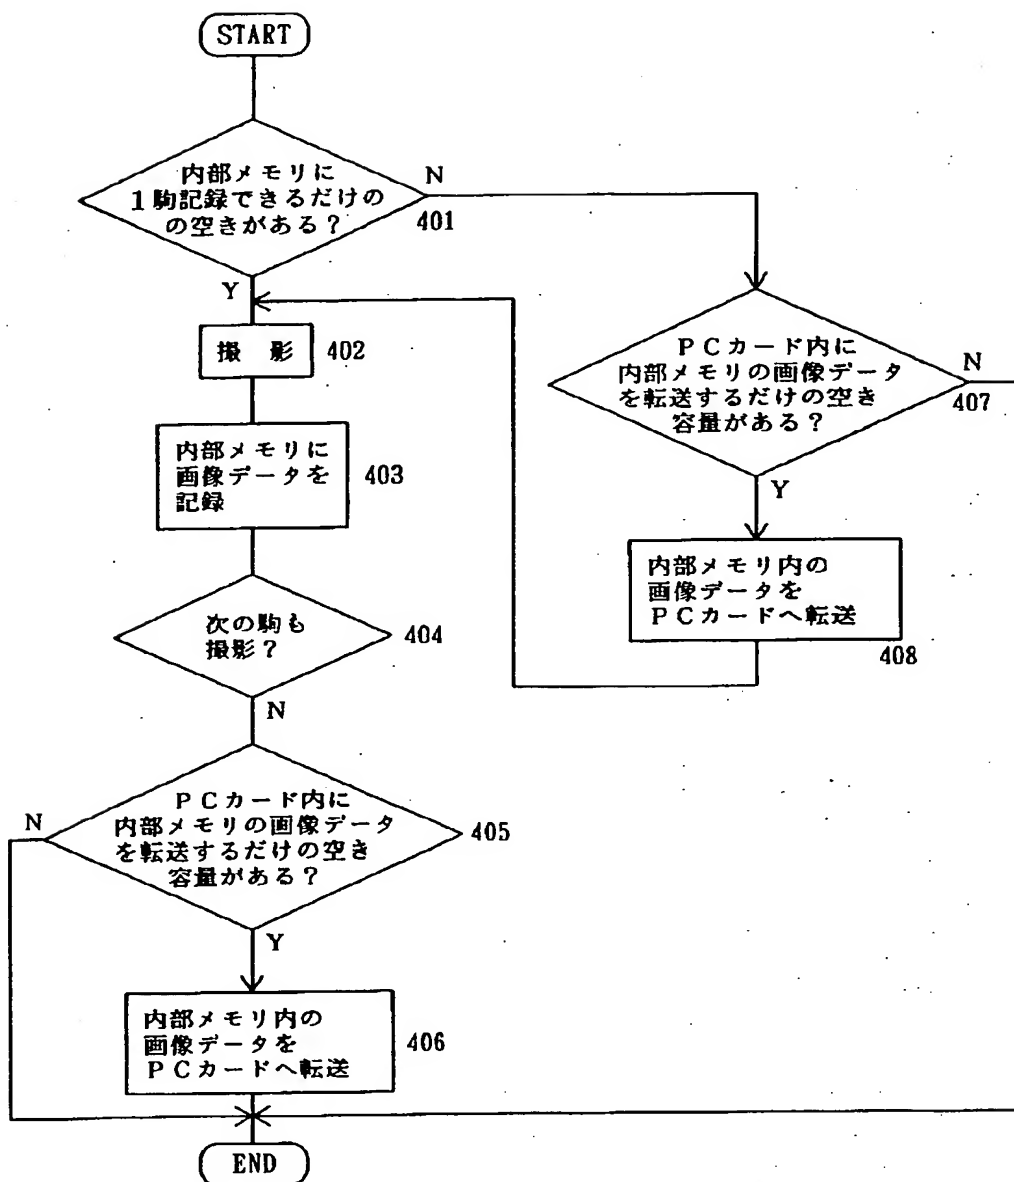 START
内部メモリに
1駒記録できるだけの
の空きがある?
N
401
Y
撮 影
402
内部メモリに
画像データを
記録
403
次の駒も
撮影?
404
N
PCカード内に
内部メモリの画像データ
を転送するだけの空き
容量がある?
N
405
Y
内部メモリ内の
画像データを
PCカードへ転送
406
END
PCカード内に
内部メモリの画像データ
を転送するだけの空き
容量がある?
N
407
Y
内部メモリ内の
画像データを
PCカードへ転送
408